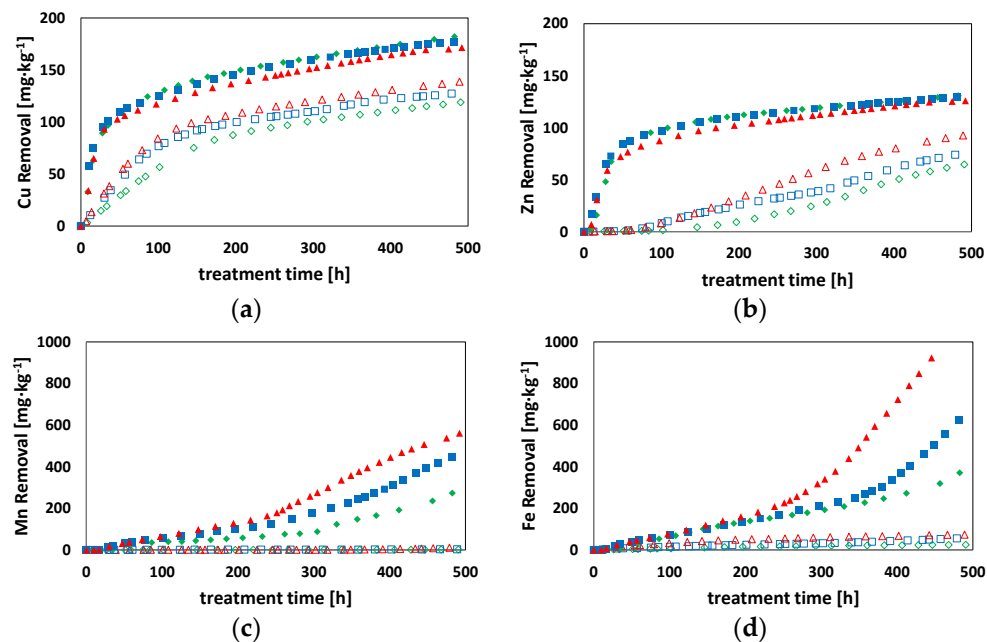 Cu Removal [mg·kg⁻¹]
200
150
100
50
0
0 100 200 300 400 500
treatment time [h]
(a)
Zn Removal [mg·kg⁻¹]
200
150
100
50
0
0 100 200 300 400 500
treatment time [h]
(b)
Mn Removal [mg·kg⁻¹]
1000
800
600
400
200
0
0 100 200 300 400 500
treatment time [h]
(c)
Fe Removal [mg·kg⁻¹]
1000
800
600
400
200
0
0 100 200 300 400 500
treatment time [h]
(d)